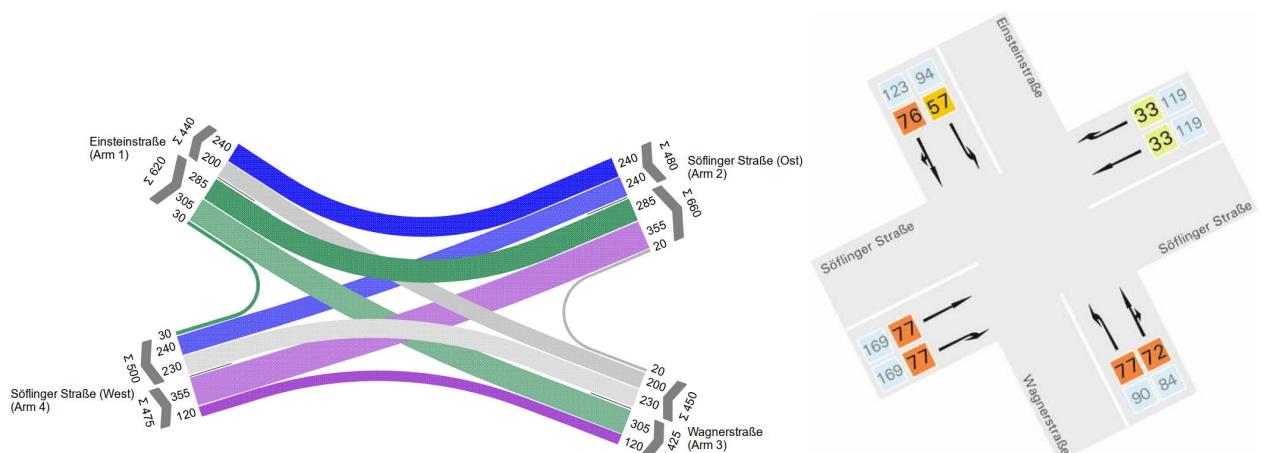 Einsteinstraße
(Arm 1)
Σ 440
240
200
Σ 620
285
305
30
240
Σ 480
240
Söflinger Straße (Ost)
(Arm 2)
285
Σ 660
355
20
30
240
Σ 500
230
Söflinger Straße (West)
(Arm 4)
355
Σ 475
120
20
200
Σ 450
230
305
Wagnerstraße
(Arm 3)
425
120
Einsteinstraße
123 94
76 57
33 119
33 119
Söflinger Straße
Söflinger Straße
169 77
169 77
77 72
90 84
Wagnerstraße